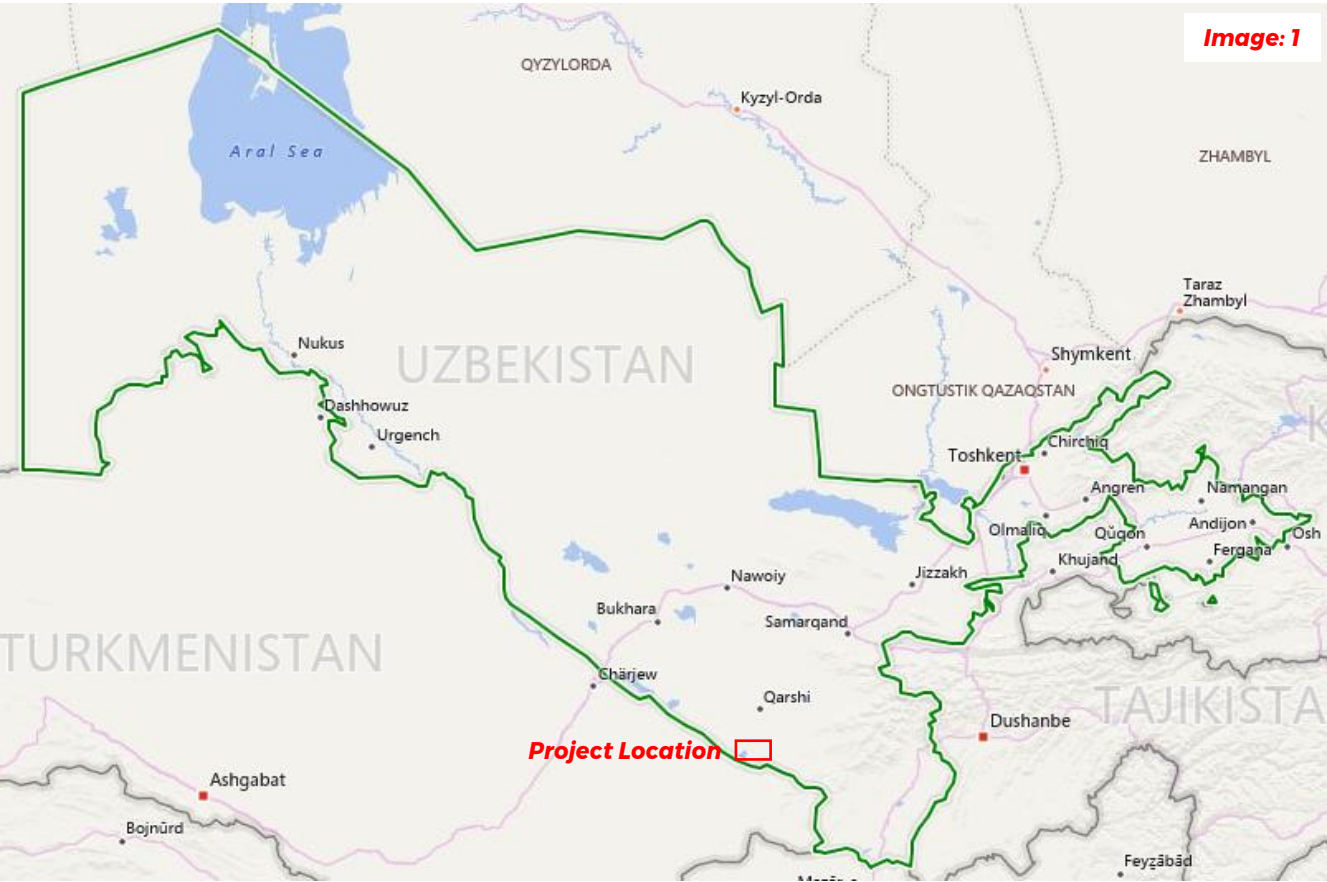 Image: 1
QYZYLORDA
Kyzyl-Orda
Aral Sea
ZHAMBYL
Taraz
Zhambyl
Nukus
UZBEKISTAN
Shymkent
ONGTUSTIK QAZAQSTAN
Dashhowuz
Urgench
Toshkent
Chirchiq
Angren
Namangan
Olmaliq
Qŭqon
Andijon
Osh
Fergana
Khujand
Jizzakh
Nawoiy
Bukhara
Samarqand
TURKMENISTAN
Chärjew
Qarshi
TAJIKISTA
Dushanbe
Project Location
Ashgabat
Bojnūrd
Feyẕābād